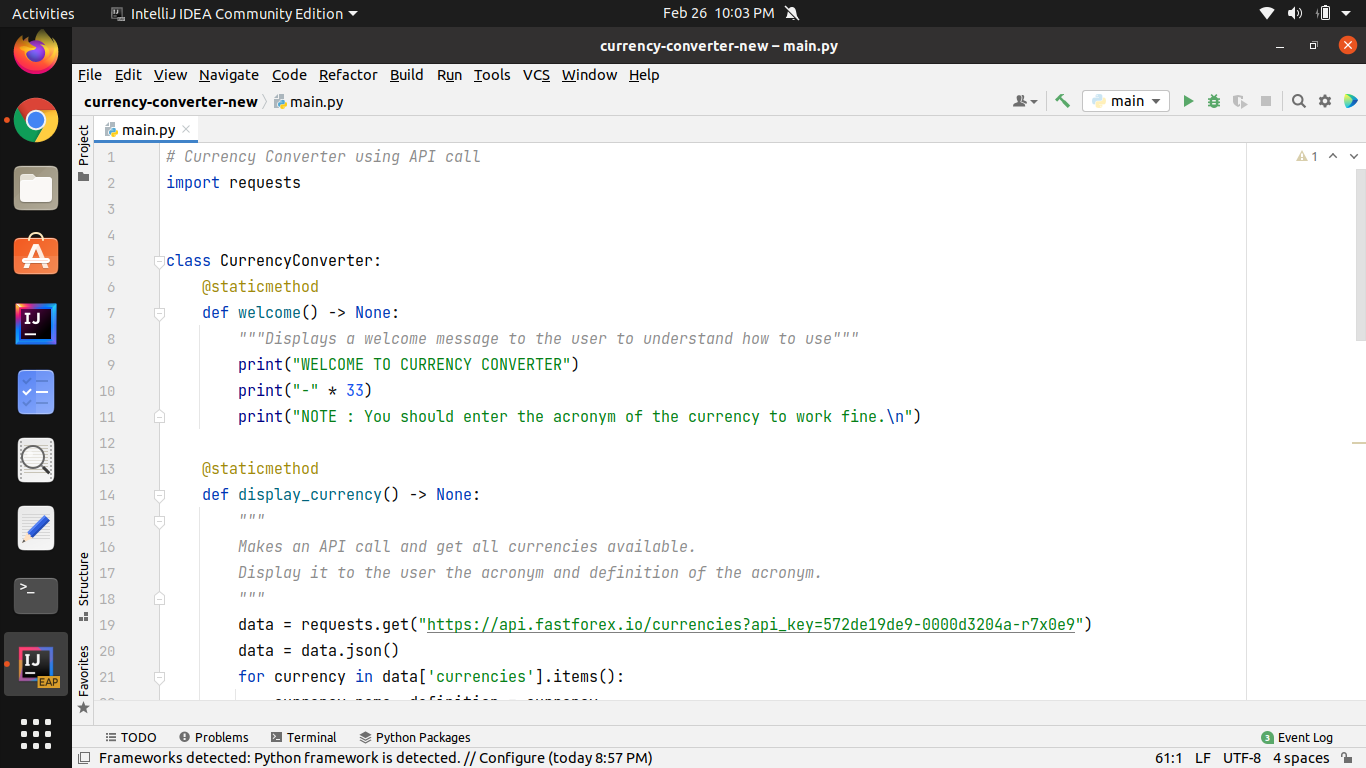 Activities IntelliJ IDEA Community Edition Feb 26 10:03 PM
currency-converter-new – main.py
File Edit View Navigate Code Refactor Build Run Tools VCS Window Help
currency-converter-new main.py main
Project
Structure
Favorites
main.py
1 # Currency Converter using API call
2 import requests
3
4
5 class CurrencyConverter:
6 @staticmethod
7 def welcome() -> None:
8 """Displays a welcome message to the user to understand how to use"""
9 print("WELCOME TO CURRENCY CONVERTER")
10 print("-" * 33)
11 print("NOTE : You should enter the acronym of the currency to work fine.\n")
12
13 @staticmethod
14 def display_currency() -> None:
15 """
16 Makes an API call and get all currencies available.
17 Display it to the user the acronym and definition of the acronym.
18 """
19 data = requests.get("https://api.fastforex.io/currencies?api_key=572de19de9-0000d3204a-r7x0e9")
20 data = data.json()
21 for currency in data['currencies'].items():
1
IJ
>_
IJ
EAP
TODO Problems Terminal Python Packages 3 Event Log
Frameworks detected: Python framework is detected. // Configure (today 8:57 PM) 61:1 LF UTF-8 4 spaces